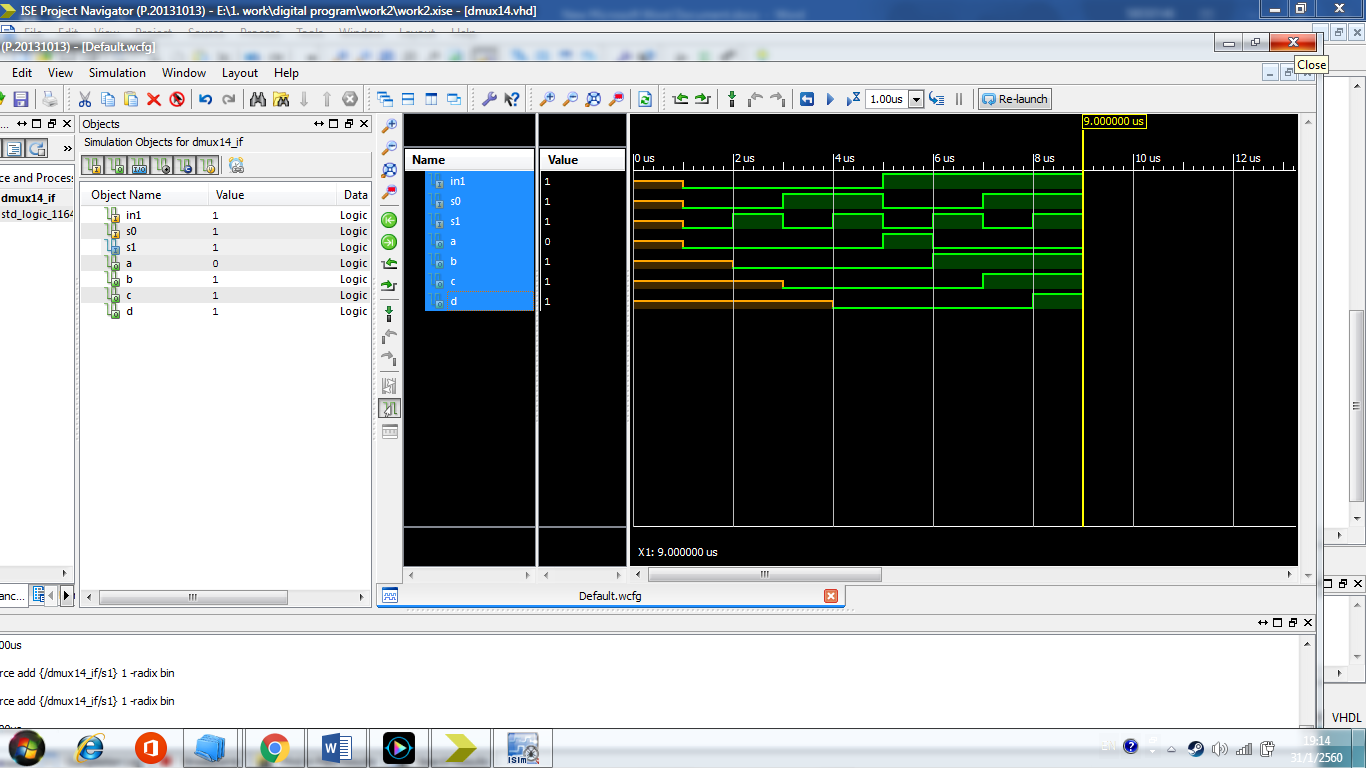 ISE Project Navigator (P.20131013) - E:\1. work\digital program\work2\work2.xise - [dmux14.vhd]
(P.20131013) - [Default.wcfg]
Close
Edit View Simulation Window Layout Help
1.00us
Re-launch
Objects
Simulation Objects for dmux14_if
ce and Process
dmux14_if
std_logic_1164
Object Name Value Data
in1 1 Logic
s0 1 Logic
s1 1 Logic
a 0 Logic
b 1 Logic
c 1 Logic
d 1 Logic
Name Value
in1 1
s0 1
s1 1
a 0
b 1
c 1
d 1
9.000000 us
0 us 2 us 4 us 6 us 8 us 10 us 12 us
X1: 9.000000 us
anc...
Default.wcfg
00us
rce add {/dmux14_if/s1} 1 -radix bin
rce add {/dmux14_if/s1} 1 -radix bin
VHDL
ISim
19:14
31/1/2560